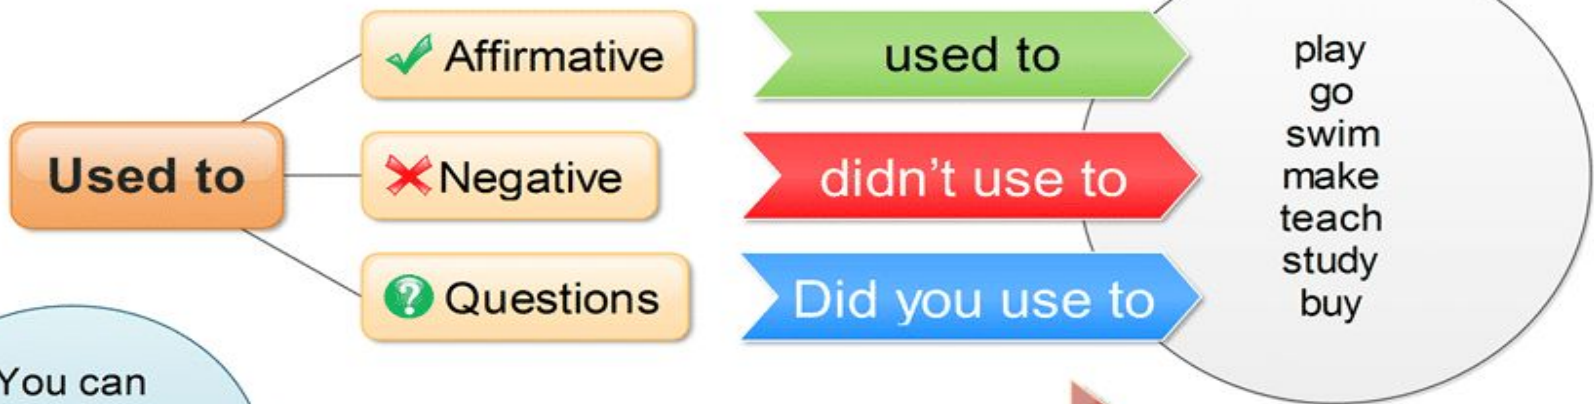 Used to
Affirmative
used to
Negative
didn't use to
Questions
Did you use to
play
go
swim
make
teach
study
buy
You can